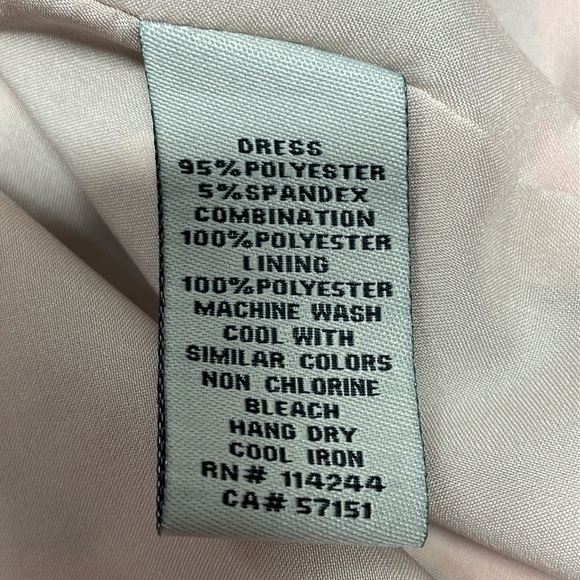 DRESS
95%POLYESTER
5%SPANDEX
COMBINATION
100%POLYESTER
LINING
100%POLYESTER
MACHINE WASH
COOL WITH
SIMILAR COLORS
NON CHLORINE
BLEACH
HANG DRY
COOL IRON
RN# 114244
CA# 57151